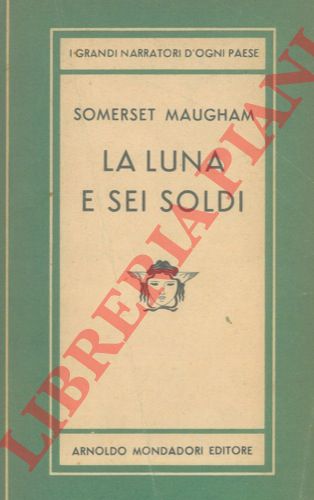 I GRANDI NARRATORI D'OGNI PAESE
SOMERSET MAUGHAM
LA LUNA
E SEI SOLDI
ARNOLDO MONDADORI EDITORE
LIBRERIA PIANI